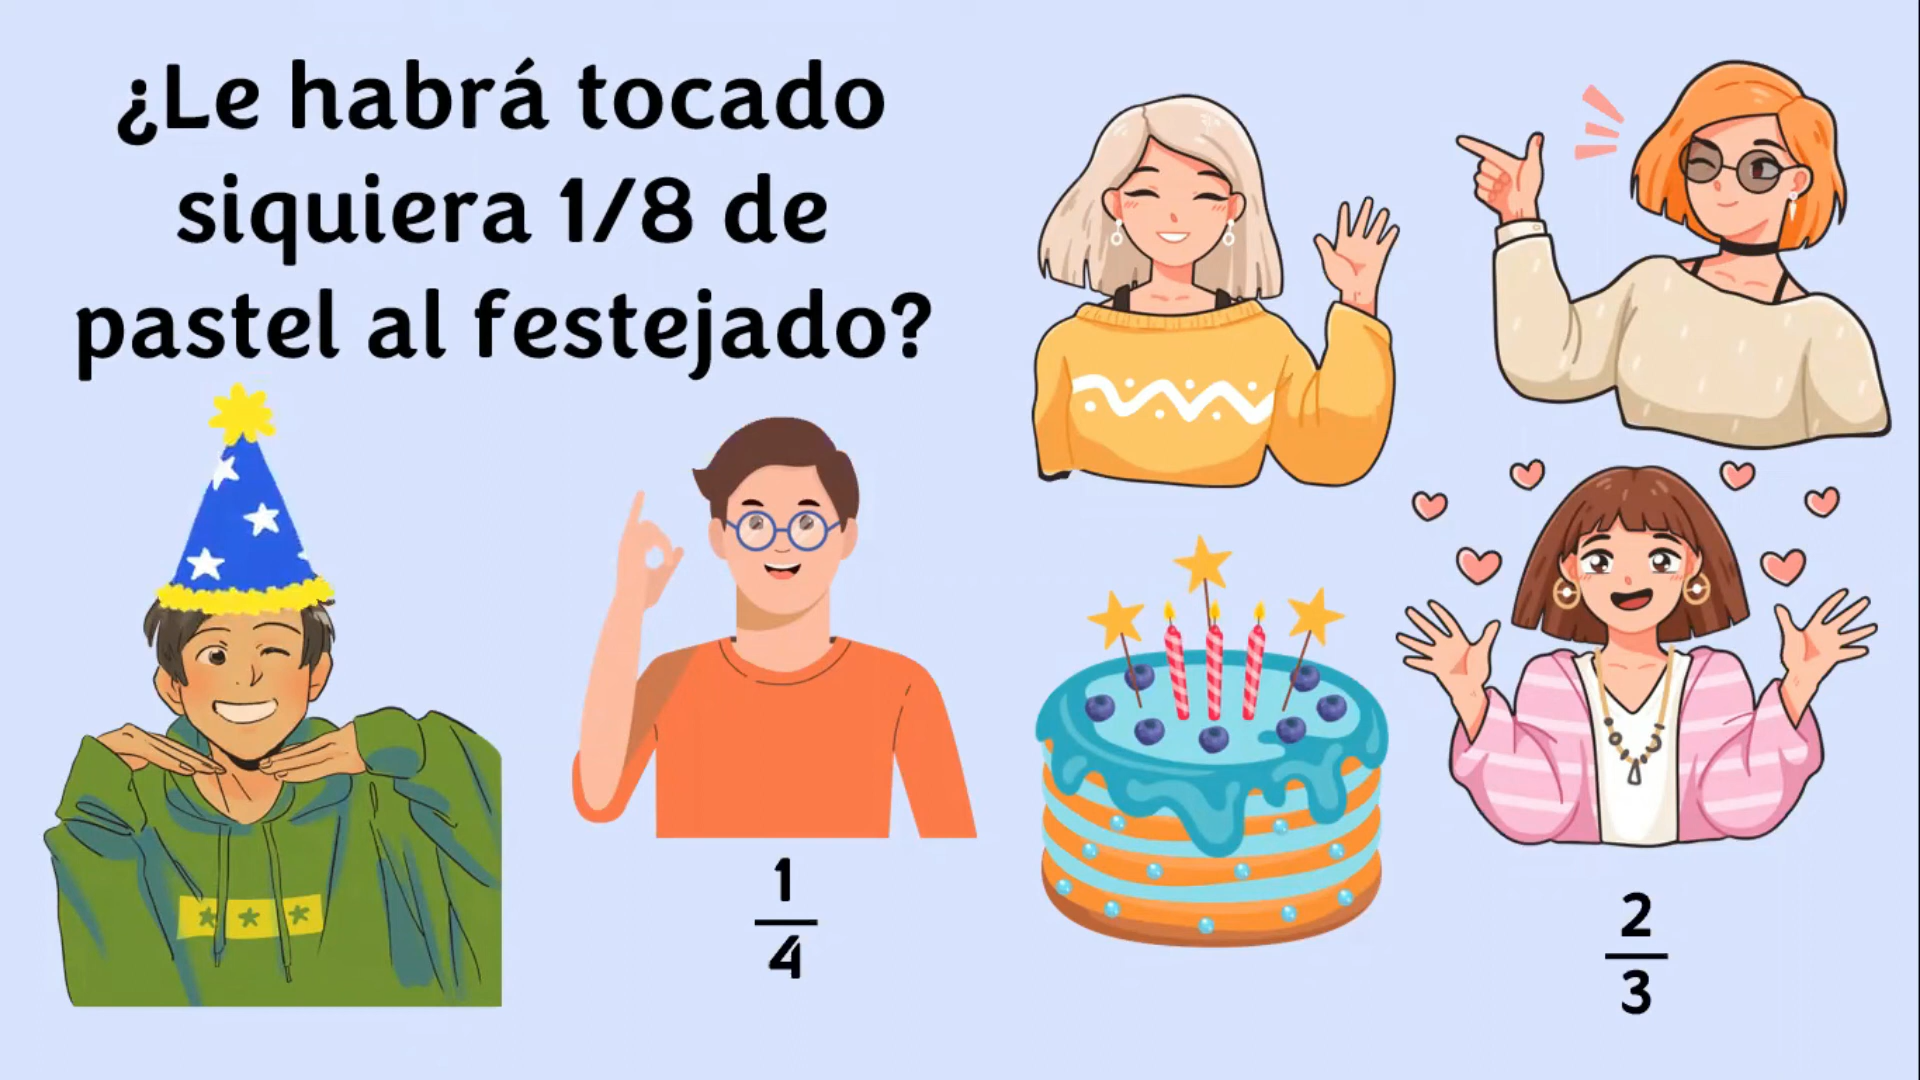 ¿Le habrá tocado
siquiera 1/8 de
pastel al festejado?
1
4
2
3